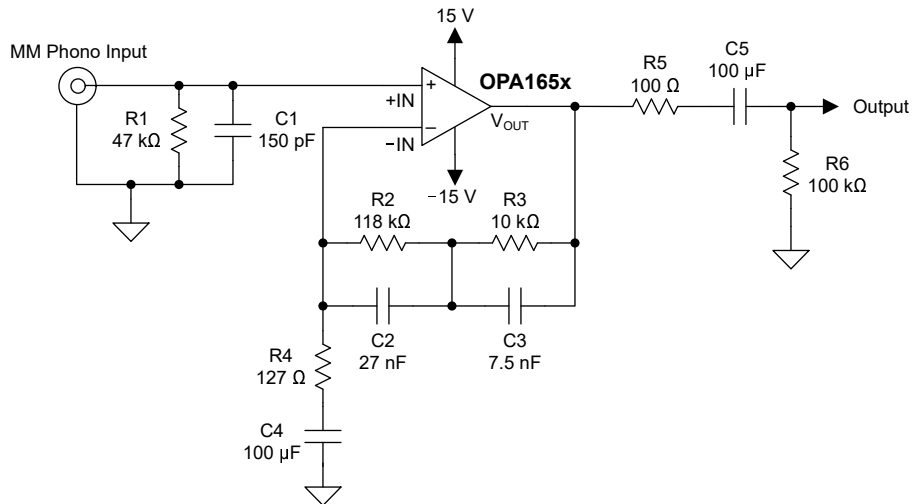 15 V
MM Phono Input
OPA165x
+
+IN
−
−IN
VOUT
−15 V
R1
47 kΩ
C1
150 pF
R5
100 Ω
C5
100 µF
Output
R6
100 kΩ
R2
118 kΩ
R3
10 kΩ
C2
27 nF
C3
7.5 nF
R4
127 Ω
C4
100 µF